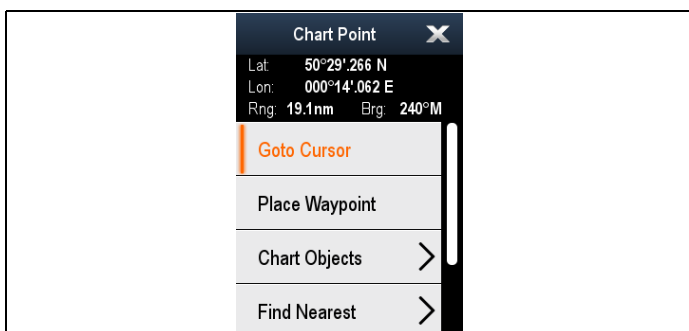 Chart Point
Lat: 50°29'.266 N
Lon: 000°14'.062 E
Rng: 19.1nm Brg: 240°M
Goto Cursor
Place Waypoint
Chart Objects
Find Nearest